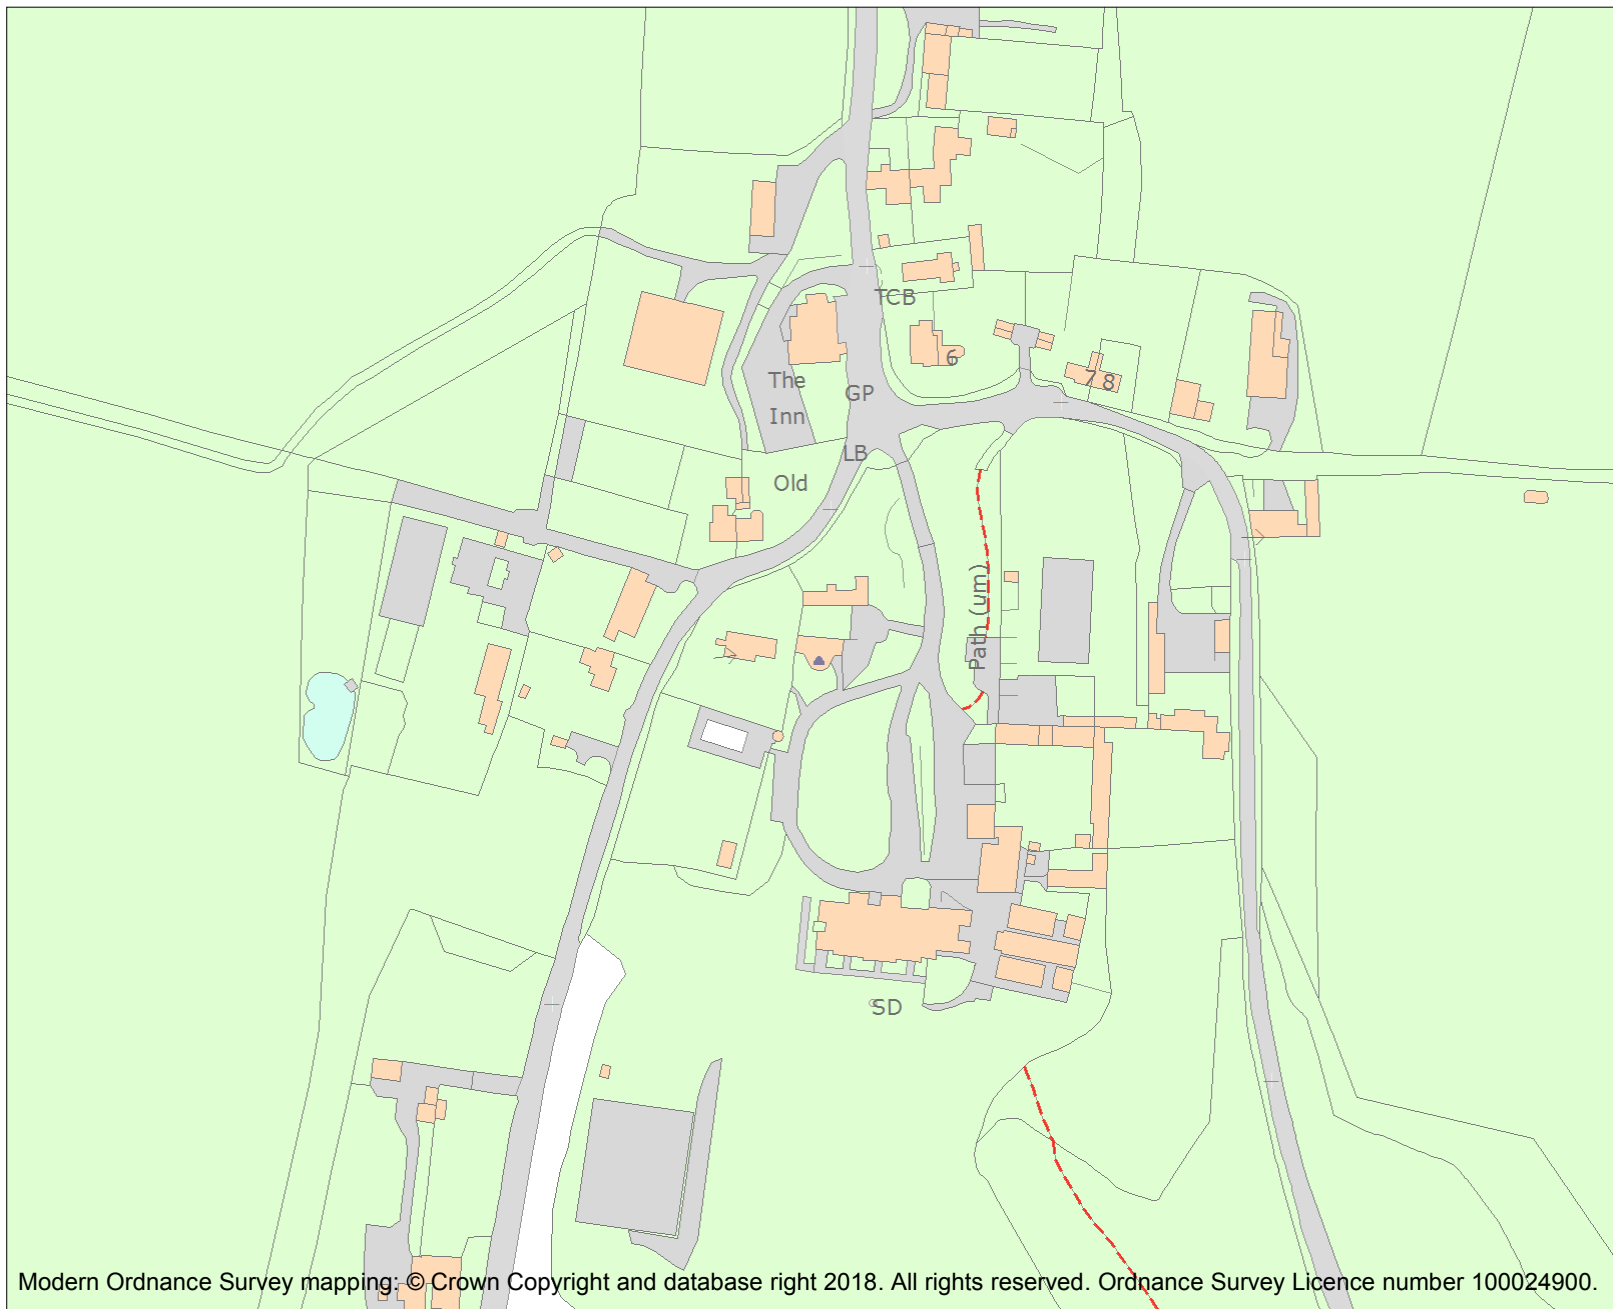 TCB
6
7 8
The
Inn
GP
LB
Old
Path (um)
SD
Modern Ordnance Survey mapping: © Crown Copyright and database right 2018. All rights reserved. Ordnance Survey Licence number 100024900.